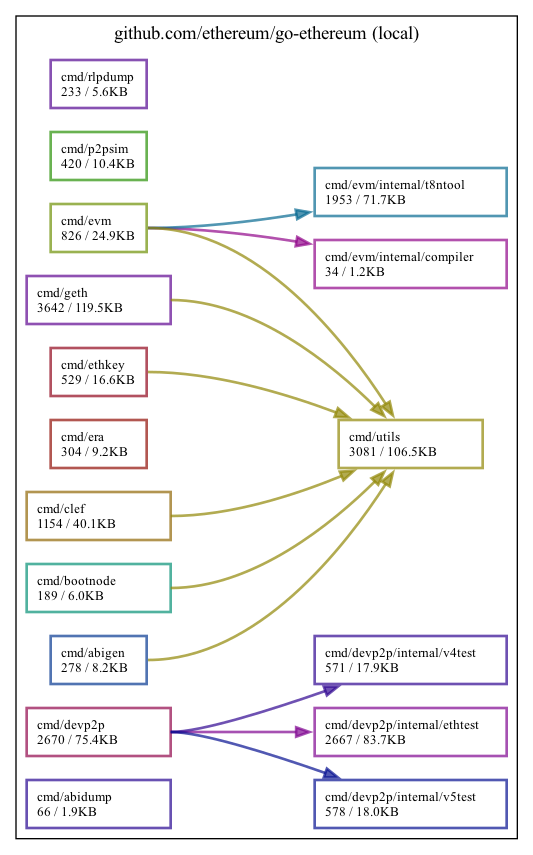 github.com/ethereum/go-ethereum (local)
cmd/rlpdump
233 / 5.6KB
cmd/p2psim
420 / 10.4KB
cmd/evm
826 / 24.9KB
cmd/geth
3642 / 119.5KB
cmd/ethkey
529 / 16.6KB
cmd/era
304 / 9.2KB
cmd/clef
1154 / 40.1KB
cmd/bootnode
189 / 6.0KB
cmd/abigen
278 / 8.2KB
cmd/devp2p
2670 / 75.4KB
cmd/abidump
66 / 1.9KB
cmd/evm/internal/t8ntool
1953 / 71.7KB
cmd/evm/internal/compiler
34 / 1.2KB
cmd/utils
3081 / 106.5KB
cmd/devp2p/internal/v4test
571 / 17.9KB
cmd/devp2p/internal/ethtest
2667 / 83.7KB
cmd/devp2p/internal/v5test
578 / 18.0KB